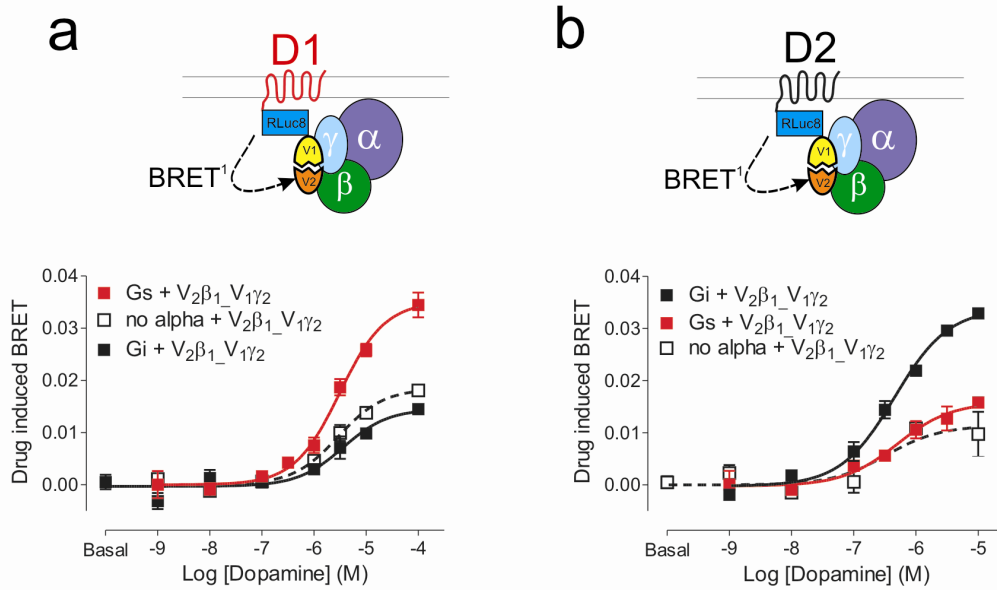 a
D1
RLuc8
γ
α
V1
V2
β
BRET¹
0.04
0.03
0.02
0.01
0.00
Drug induced BRET
Gs + V₂β₁_V₁γ₂
no alpha + V₂β₁_V₁γ₂
Gi + V₂β₁_V₁γ₂
Basal -9 -8 -7 -6 -5 -4
Log [Dopamine] (M)
b
D2
RLuc8
γ
α
V1
V2
β
BRET¹
0.04
0.03
0.02
0.01
0.00
Drug induced BRET
Gi + V₂β₁_V₁γ₂
Gs + V₂β₁_V₁γ₂
no alpha + V₂β₁_V₁γ₂
Basal -9 -8 -7 -6 -5
Log [Dopamine] (M)